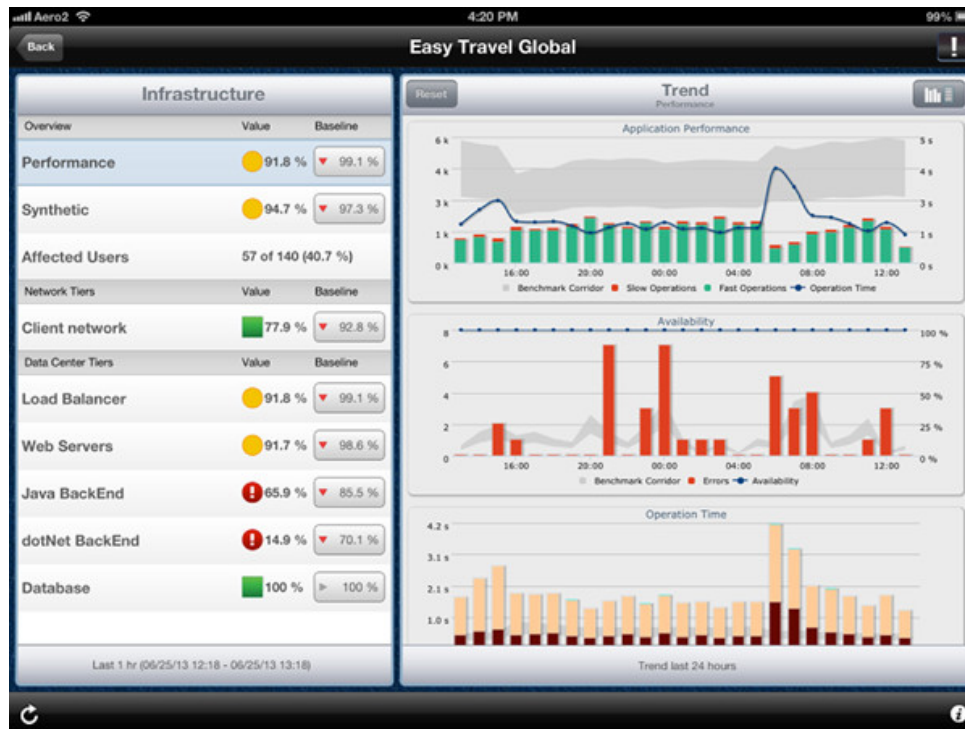 Aero2 4:20 PM 99%
Back Easy Travel Global !
Infrastructure
Overview Value Baseline
Performance 91.8 % 99.1 %
Synthetic 94.7 % 97.3 %
Affected Users 57 of 140 (40.7 %)
Network Tiers Value Baseline
Client network 77.9 % 92.8 %
Data Center Tiers Value Baseline
Load Balancer 91.8 % 99.1 %
Web Servers 91.7 % 98.6 %
Java BackEnd ! 65.9 % 85.5 %
dotNet BackEnd ! 14.9 % 70.1 %
Database 100 % 100 %
Last 1 hr (06/25/13 12:18 - 06/25/13 13:18)
Reset Trend
Performance
Application Performance
6 k 5 s
4 k 4 s
3 k 3 s
1 k 1 s
0 k 0 s
16:00 20:00 00:00 04:00 08:00 12:00
Benchmark Corridor Slow Operations Fast Operations Operation Time
Availability
8 100 %
6 75 %
4 50 %
2 25 %
0 0 %
16:00 20:00 00:00 04:00 08:00 12:00
Benchmark Corridor Errors Availability
Operation Time
4.2 s
3.1 s
2.1 s
1.0 s
Trend last 24 hours
i